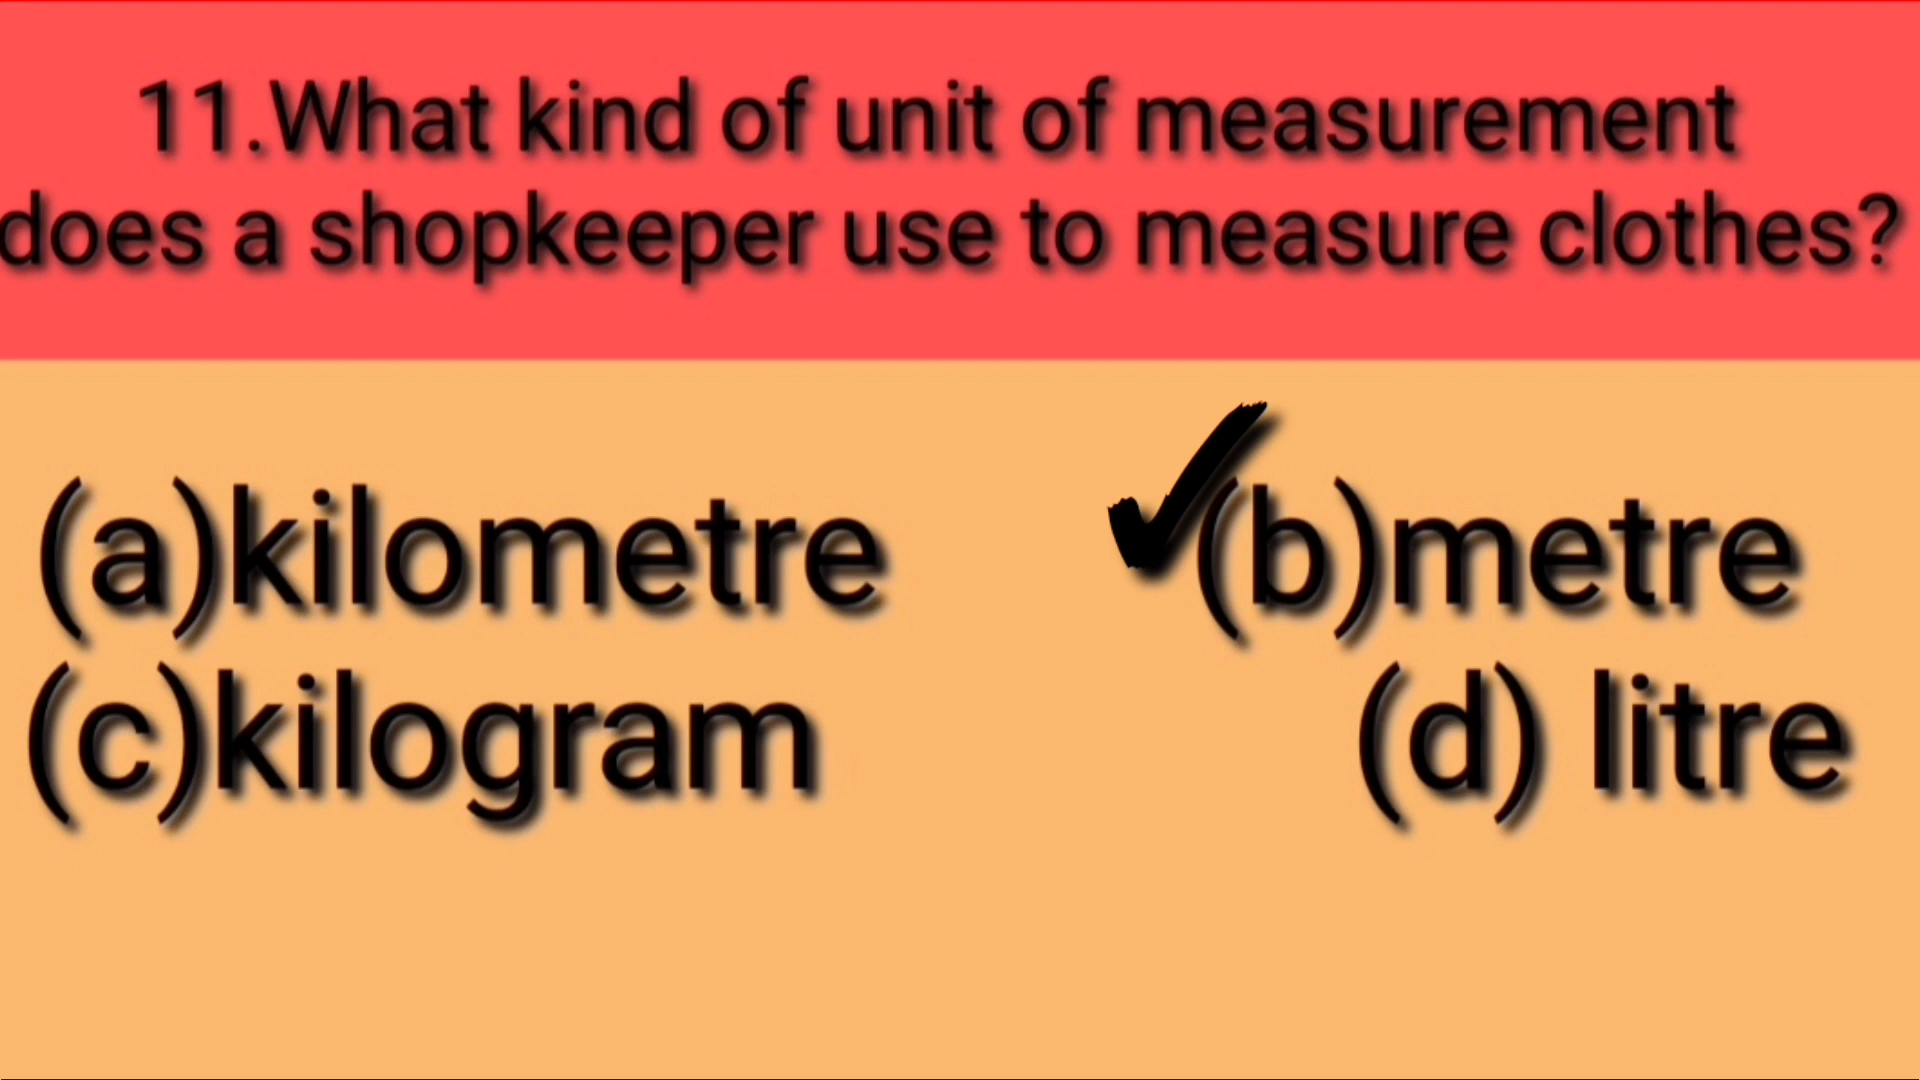 11.What kind of unit of measurement
does a shopkeeper use to measure clothes?
(a)kilometre (b)metre
(c)kilogram (d) litre